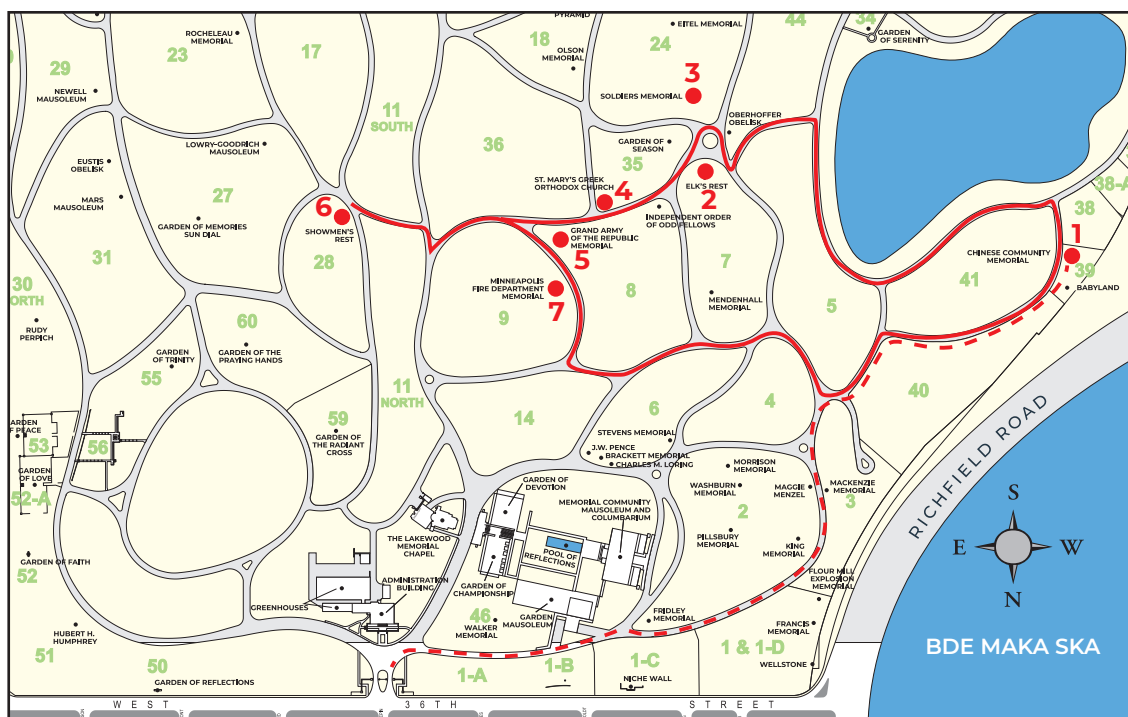 PYRAMID
ROCHELEAU
MEMORIAL
23
17
18
OLSON
MEMORIAL
EITEL MEMORIAL
24
44
34
GARDEN
OF SERENITY
29
NEWELL
MAUSOLEUM
11
SOUTH
3
SOLDIERS MEMORIAL
OBERHOFFER
OBELISK
LOWRY-GOODRICH
MAUSOLEUM
36
GARDEN OF
SEASON
35
EUSTIS
OBELISK
MARS
MAUSOLEUM
27
ST. MARY'S GREEK
ORTHODOX CHURCH
4
ELK'S REST
2
38-A
38
6
SHOWMEN'S
REST
GARDEN OF MEMORIES
SUN DIAL
INDEPENDENT ORDER
OF ODD FELLOWS
GRAND ARMY
OF THE REPUBLIC
MEMORIAL
5
1
39
CHINESE COMMUNITY
MEMORIAL
41
BABYLAND
31
28
7
30
MINNEAPOLIS
FIRE DEPARTMENT
MEMORIAL
7
8
MENDENHALL
MEMORIAL
5
RUDY
PERPICH
60
GARDEN OF THE
PRAYING HANDS
9
GARDEN
OF TRINITY
55
11
NORTH
40
59
GARDEN OF
THE RADIANT
CROSS
14
6
4
STEVENS MEMORIAL
J.W. PENCE
BRACKETT MEMORIAL
CHARLES M. LORING
RICHFIELD ROAD
53
56
52-A
GARDEN
OF LOVE
MORRISON
MEMORIAL
WASHBURN
MEMORIAL
MAGGIE
MENZEL
MACKENZIE
MEMORIAL
3
2
GARDEN OF
DEVOTION
MEMORIAL COMMUNITY
MAUSOLEUM AND
COLUMBARIUM
PILLSBURY
MEMORIAL
KING
MEMORIAL
THE LAKEWOOD
MEMORIAL
CHAPEL
POOL OF
REFLECTIONS
S
E
W
N
GARDEN OF FAITH
52
FLOUR MILL
EXPLOSION
MEMORIAL
ADMINISTRATION
BUILDING
GARDEN OF
CHAMPIONSHIP
GREENHOUSES
46
WALKER
MEMORIAL
GARDEN
MAUSOLEUM
FRIDLEY
MEMORIAL
FRANCIS
MEMORIAL
HUBERT H.
HUMPHREY
51
50
GARDEN OF REFLECTIONS
1-A
1-B
1-C
NICHE WALL
1 & 1-D
WELLSTONE
BDE MAKA SKA
WEST 36TH STREET